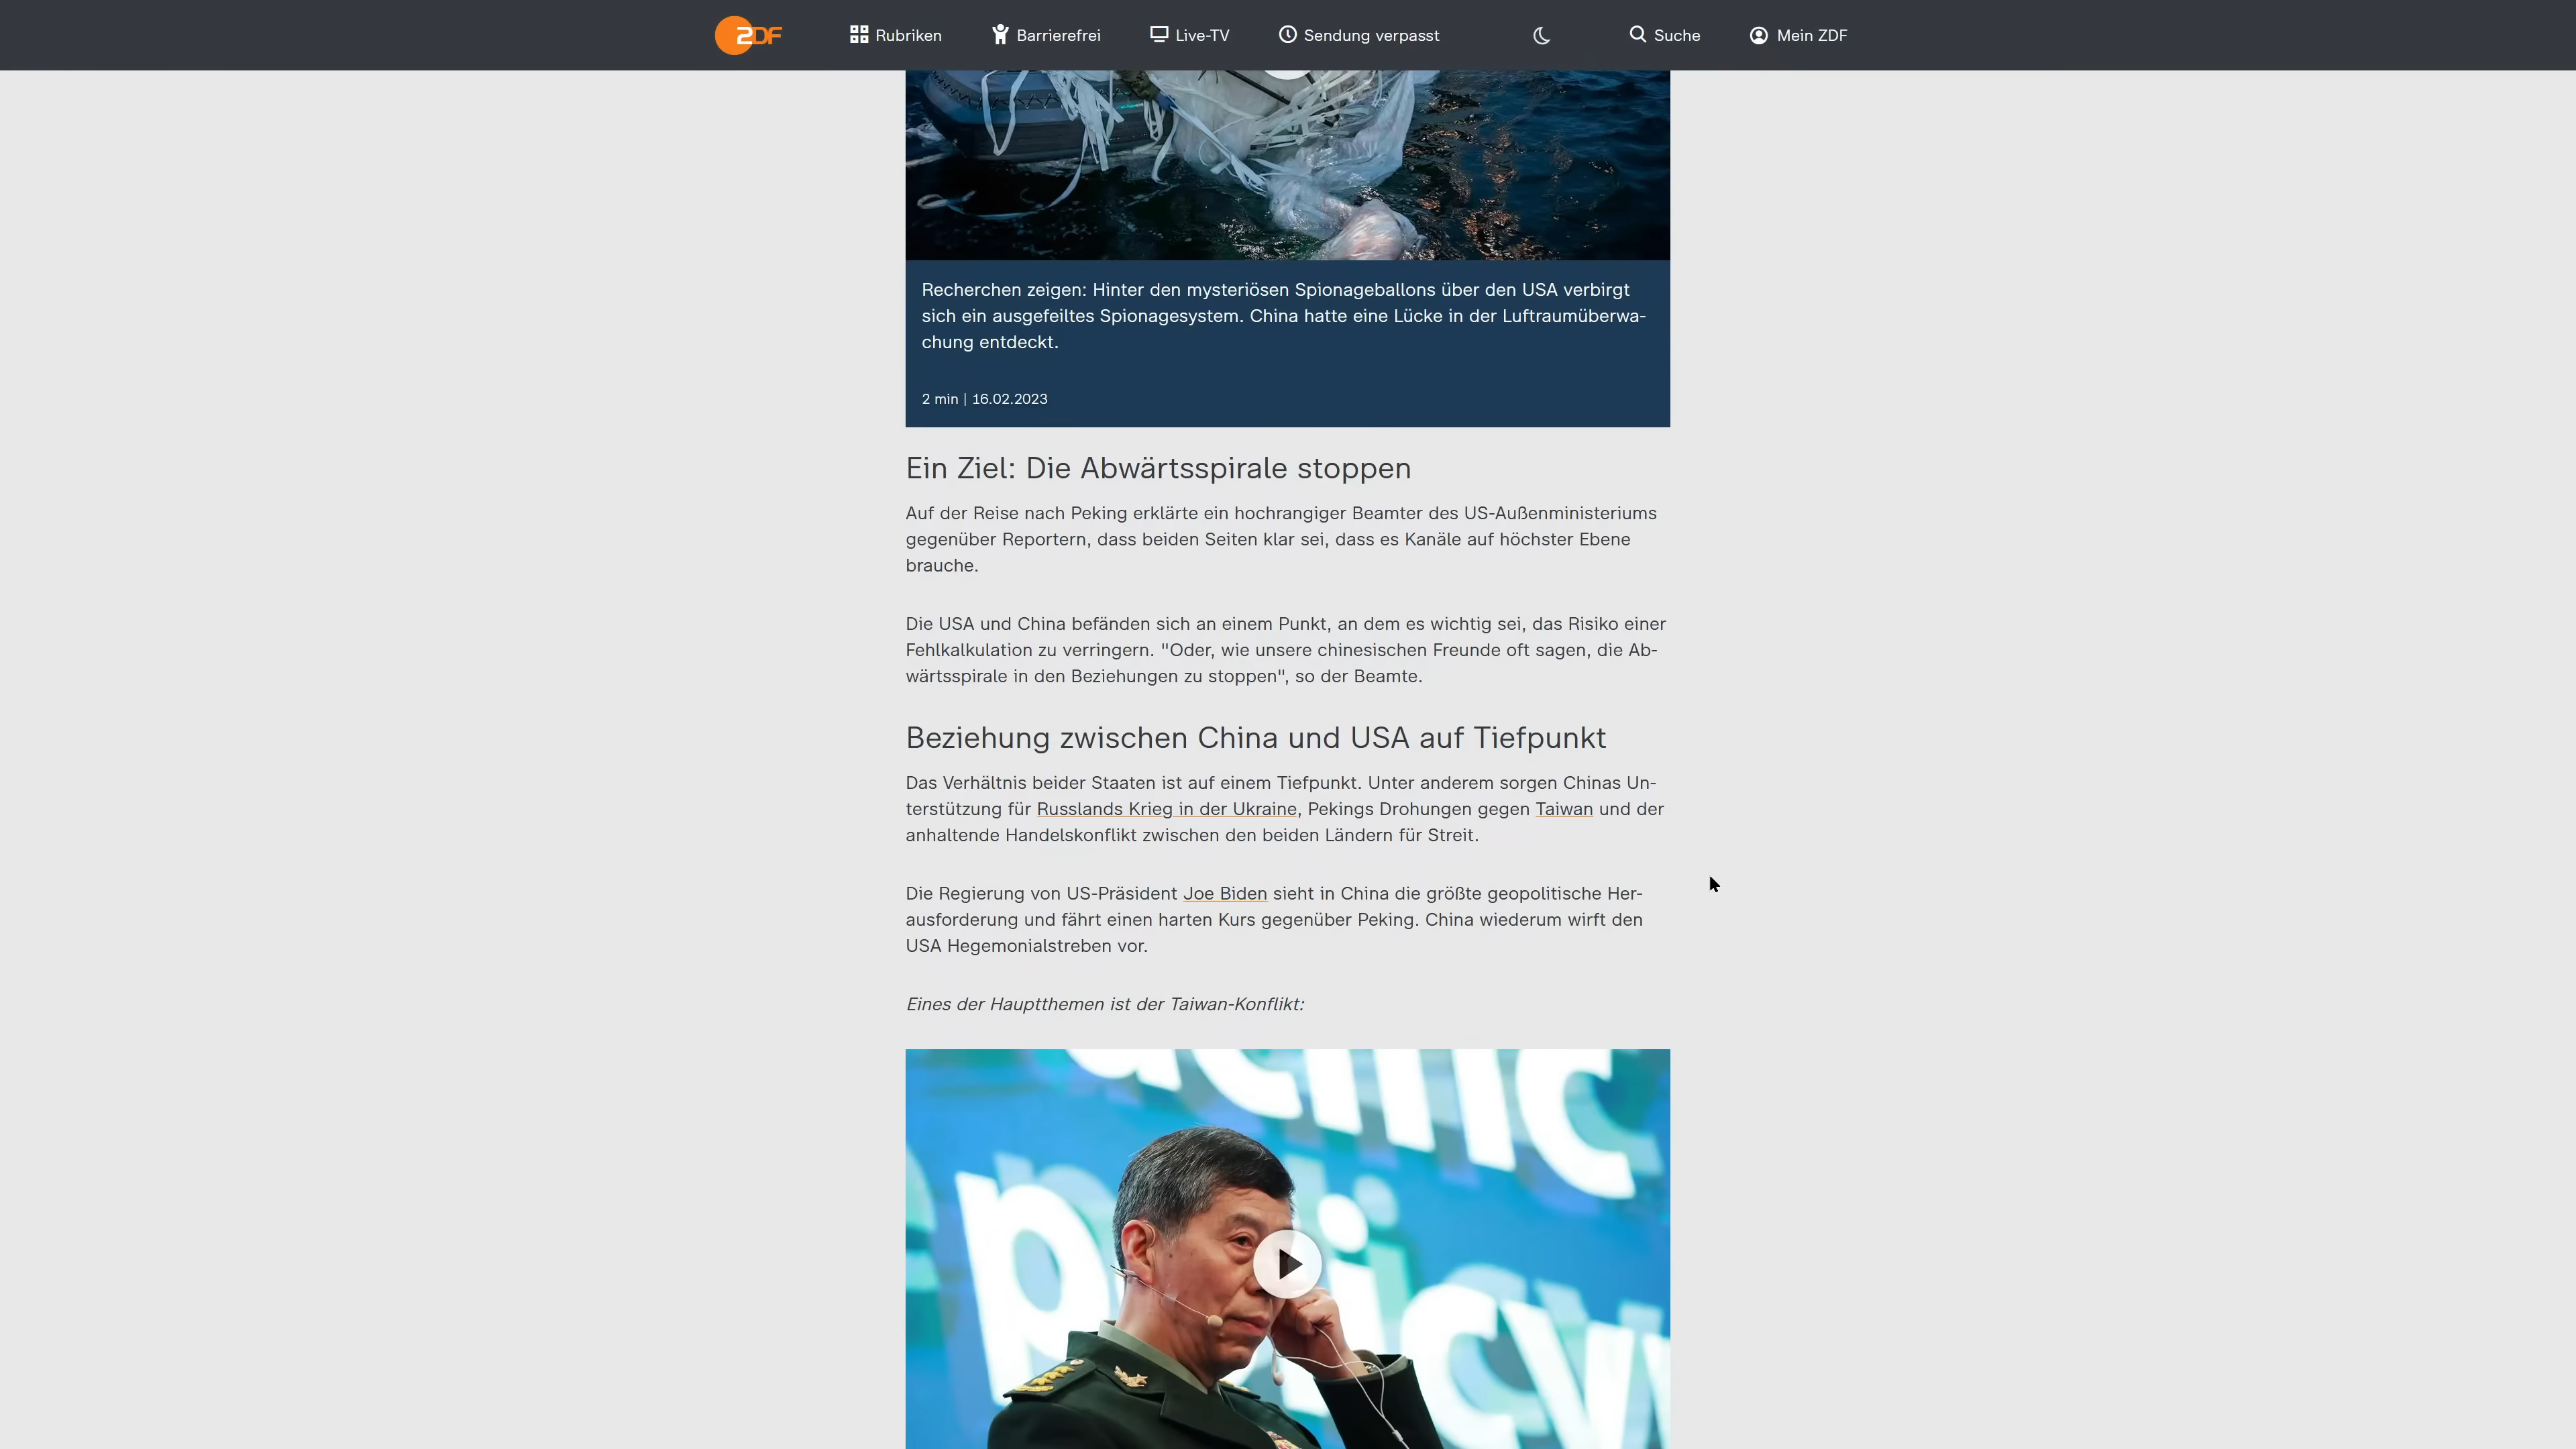 ZDF
Rubriken
Barrierefrei
Live-TV
Sendung verpasst
Suche
Mein ZDF
Recherchen zeigen: Hinter den mysteriösen Spionageballons über den USA verbirgt
sich ein ausgefeiltes Spionagesystem. China hatte eine Lücke in der Luftraumüberwa-
chung entdeckt.
2 min | 16.02.2023
Ein Ziel: Die Abwärtsspirale stoppen
Auf der Reise nach Peking erklärte ein hochrangiger Beamter des US-Außenministeriums
gegenüber Reportern, dass beiden Seiten klar sei, dass es Kanäle auf höchster Ebene
brauche.
Die USA und China befänden sich an einem Punkt, an dem es wichtig sei, das Risiko einer
Fehlkalkulation zu verringern. "Oder, wie unsere chinesischen Freunde oft sagen, die Ab-
wärtsspirale in den Beziehungen zu stoppen", so der Beamte.
Beziehung zwischen China und USA auf Tiefpunkt
Das Verhältnis beider Staaten ist auf einem Tiefpunkt. Unter anderem sorgen Chinas Un-
terstützung für Russlands Krieg in der Ukraine, Pekings Drohungen gegen Taiwan und der
anhaltende Handelskonflikt zwischen den beiden Ländern für Streit.
Die Regierung von US-Präsident Joe Biden sieht in China die größte geopolitische Her-
ausforderung und fährt einen harten Kurs gegenüber Peking. China wiederum wirft den
USA Hegemonialstreben vor.
Eines der Hauptthemen ist der Taiwan-Konflikt: